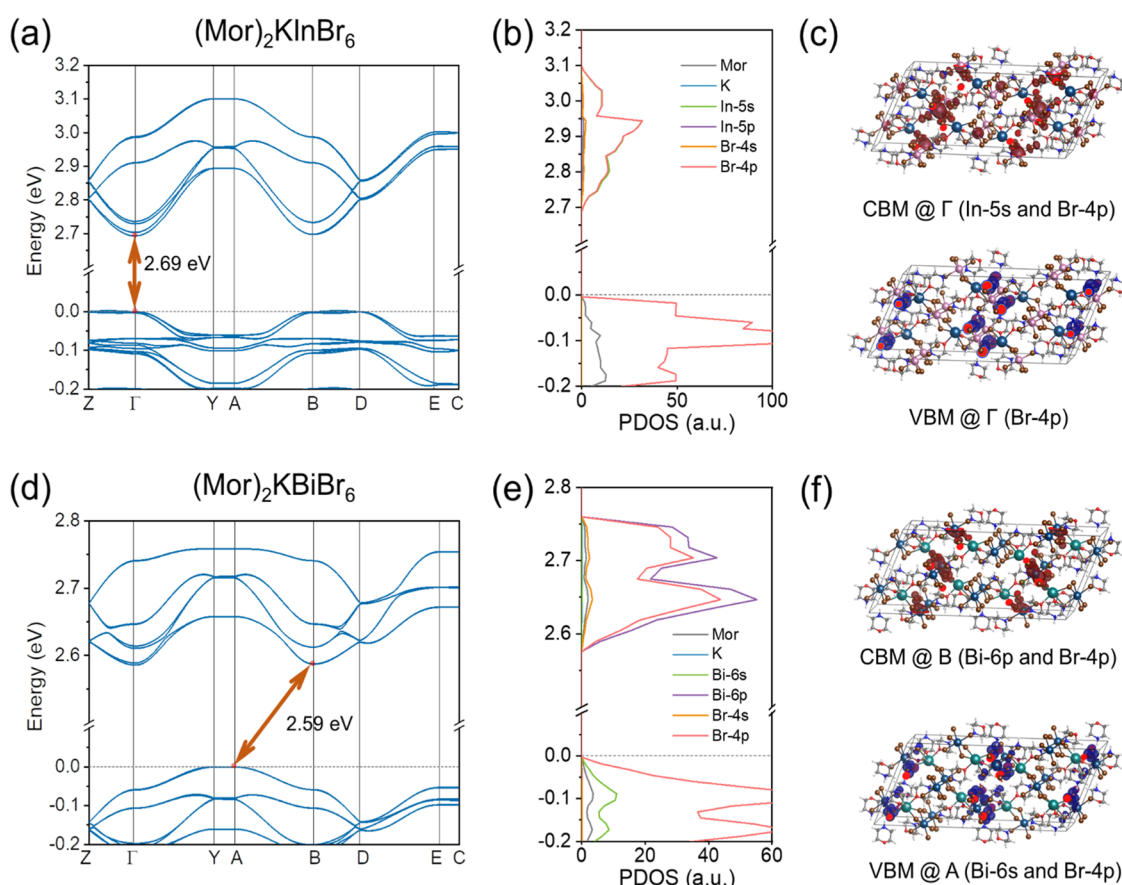 (a)
(Mor)2KInBr6
3.2
3.1
3.0
2.9
2.8
2.7
0.0
-0.1
-0.2
Energy (eV)
2.69 eV
Z Γ Y A B D E C
(b)
3.2
3.1
3.0
2.9
2.8
2.7
0.0
-0.1
-0.2
Mor
K
In-5s
In-5p
Br-4s
Br-4p
0 50 100
PDOS (a.u.)
(c)
CBM @ Γ (In-5s and Br-4p)
VBM @ Γ (Br-4p)
(d)
(Mor)2KBiBr6
2.8
2.7
2.6
0.0
-0.1
-0.2
Energy (eV)
2.59 eV
Z Γ Y A B D E C
(e)
2.8
2.7
2.6
0.0
-0.1
-0.2
Mor
K
Bi-6s
Bi-6p
Br-4s
Br-4p
0 20 40 60
PDOS (a.u.)
(f)
CBM @ B (Bi-6p and Br-4p)
VBM @ A (Bi-6s and Br-4p)